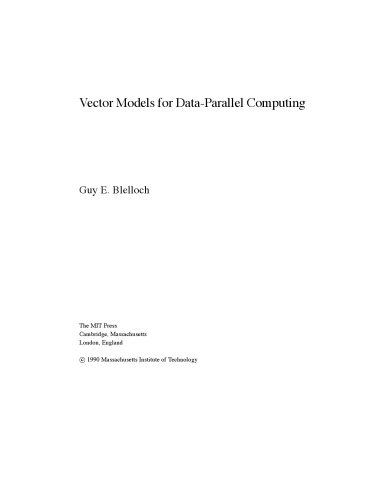 Vector Models for Data-Parallel Computing
Guy E. Blelloch
The MIT Press
Cambridge, Massachusetts
London, England
© 1990 Massachusetts Institute of Technology